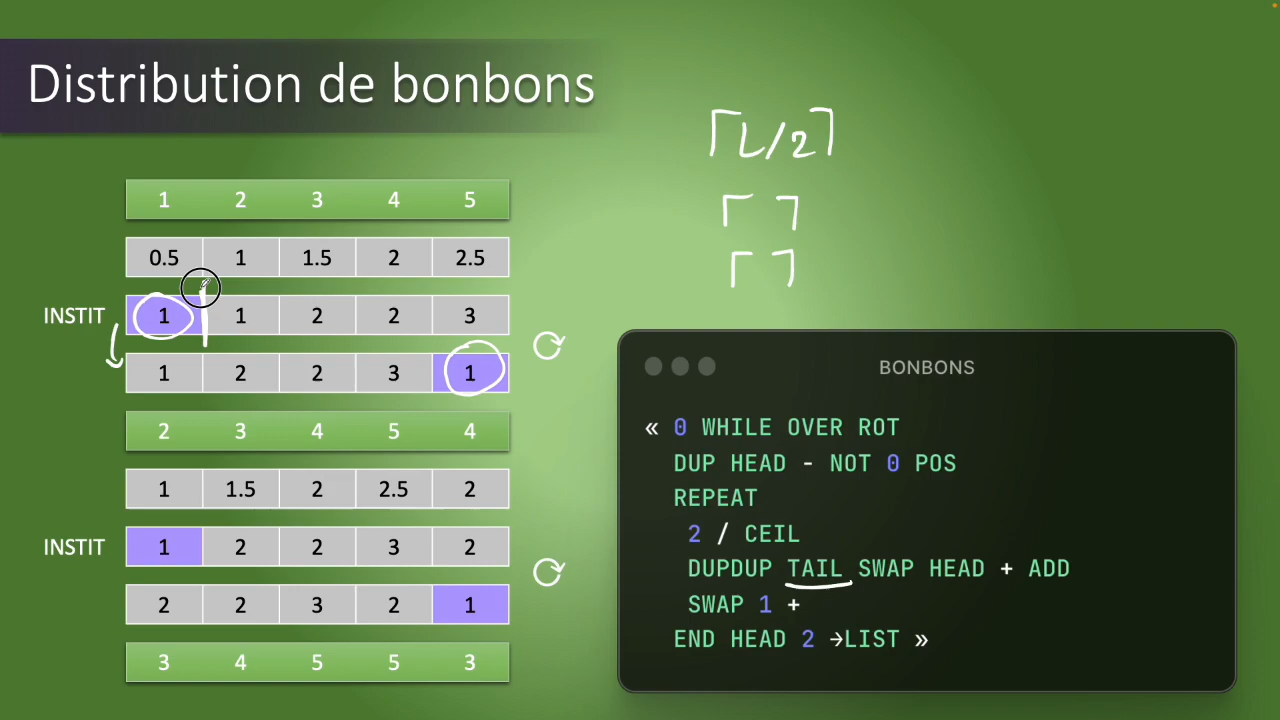 Distribution de bonbons
⌈L/2⌉
⌈ ⌉
⌈ ⌉
1 2 3 4 5
0.5 1 1.5 2 2.5
INSTIT 1 1 2 2 3
1 2 2 3 1
2 3 4 5 4
1 1.5 2 2.5 2
INSTIT 1 2 2 3 2
2 2 3 2 1
3 4 5 5 3
BONBONS
« 0 WHILE OVER ROT
DUP HEAD - NOT 0 POS
REPEAT
2 / CEIL
DUPDUP TAIL SWAP HEAD + ADD
SWAP 1 +
END HEAD 2 →LIST »